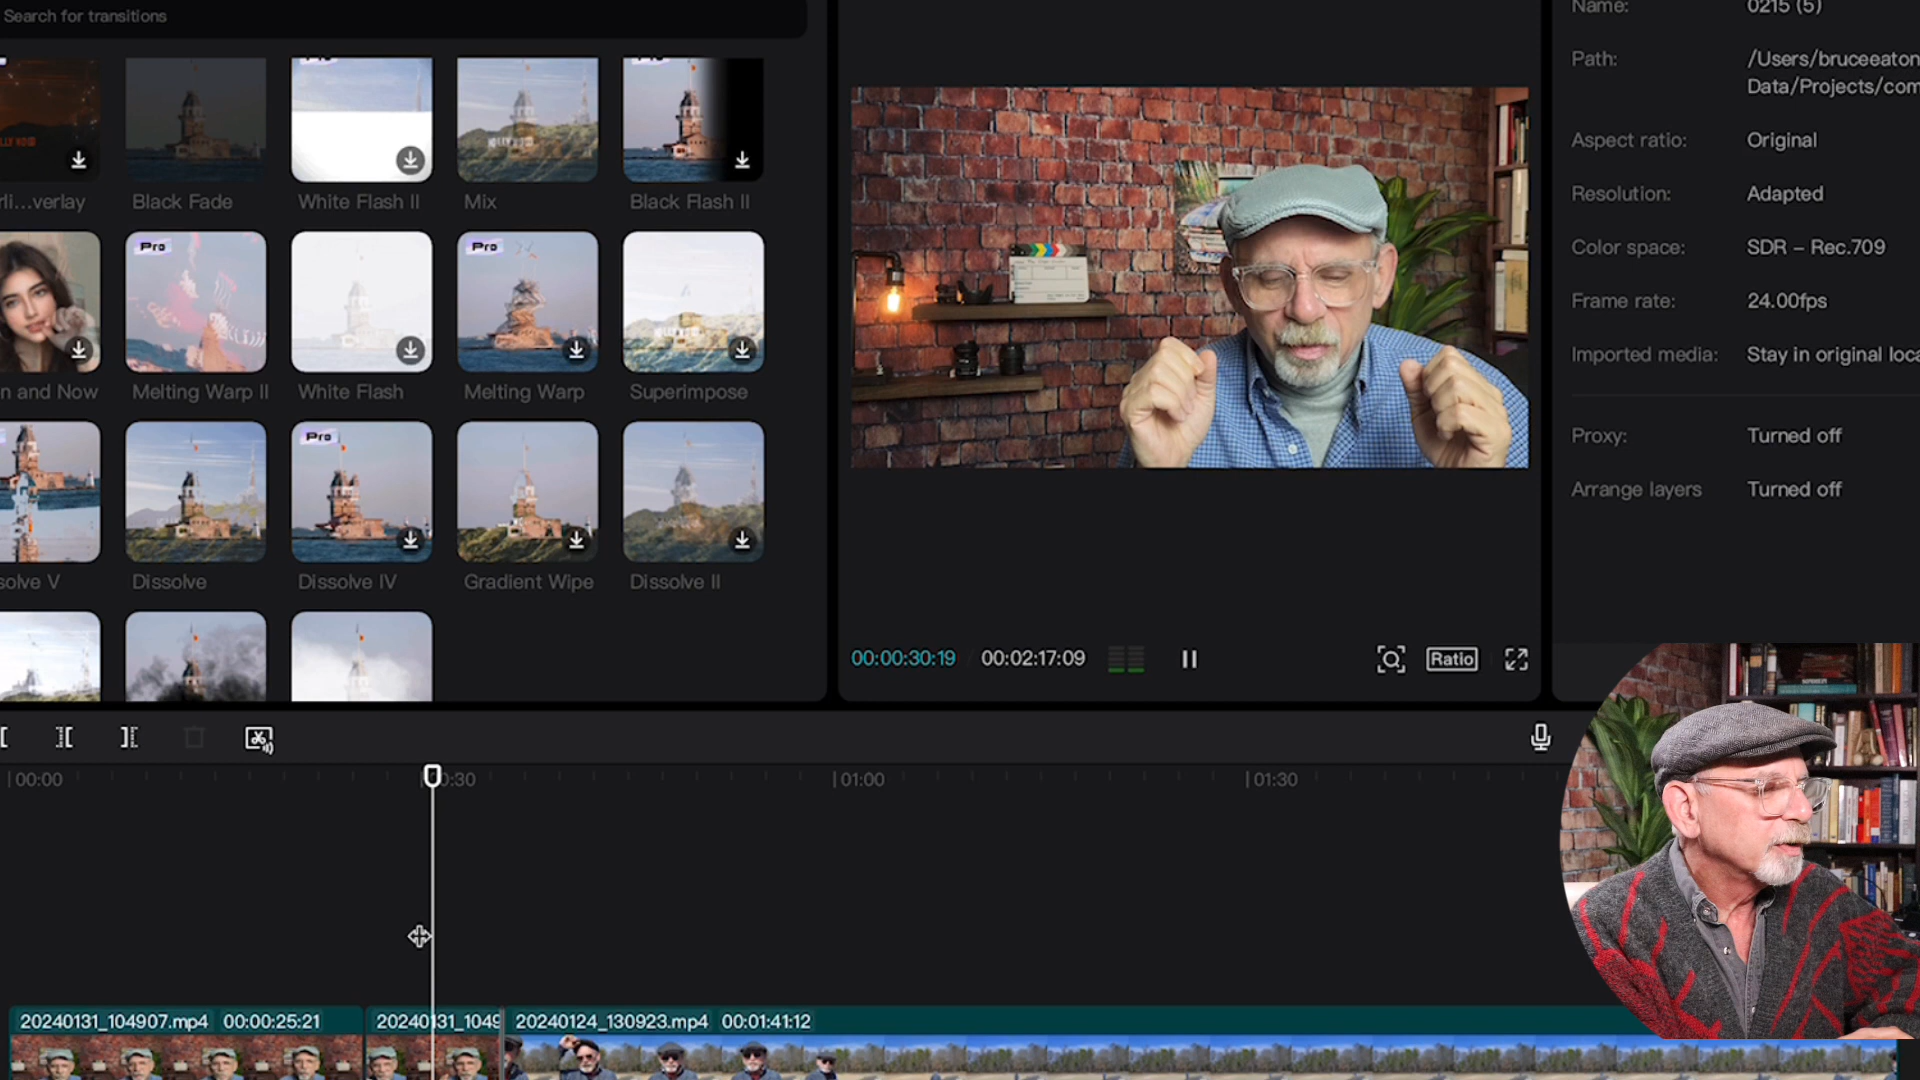 Search for transitions
rli...verlay
Black Fade
White Flash II
Mix
Black Flash II
n and Now
Pro
Melting Warp II
White Flash
Pro
Melting Warp
Superimpose
solve V
Dissolve
Pro
Dissolve IV
Gradient Wipe
Dissolve II
00:00:30:19
00:02:17:09
Ratio
Name:
0215 (5)
Path:
/Users/bruceeaton
Data/Projects/com
Aspect ratio:
Original
Resolution:
Adapted
Color space:
SDR – Rec.709
Frame rate:
24.00fps
Imported media:
Stay in original loca
Proxy:
Turned off
Arrange layers
Turned off
00:00
0:30
01:00
01:30
20240131_104907.mp4 00:00:25:21
20240131_1049
20240124_130923.mp4 00:01:41:12